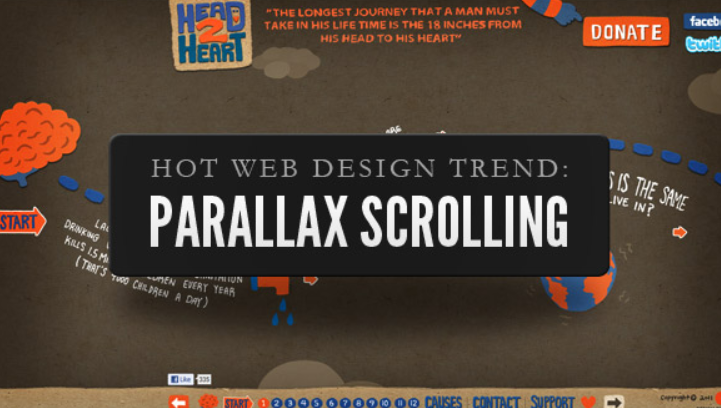 HEAD
2
HEART
"THE LONGEST JOURNEY THAT A MAN MUST
TAKE IN HIS LIFE TIME IS THE 18 INCHES FROM
HIS HEAD TO HIS HEART"
DONATE
HOT WEB DESIGN TREND:
PARALLAX SCROLLING
IS THE SAME
LIVE IN?
START
DRINKING
KILLS 1.5
CHILDREN EVERY YEAR
(THAT'S
CHILDREN A DAY)
Like 335
START 1 2 3 4 5 6 7 8 9 10 11 12 CAUSES CONTACT SUPPORT
Copyright ©